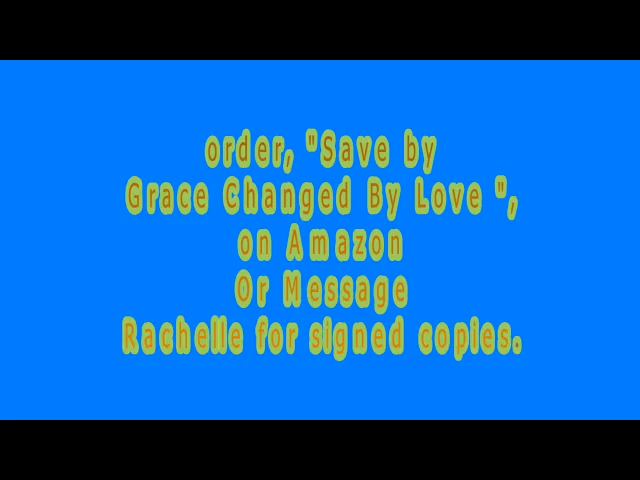 order, "Save by
Grace Changed By Love ",
on Amazon
Or Message
Rachelle for signed copies.